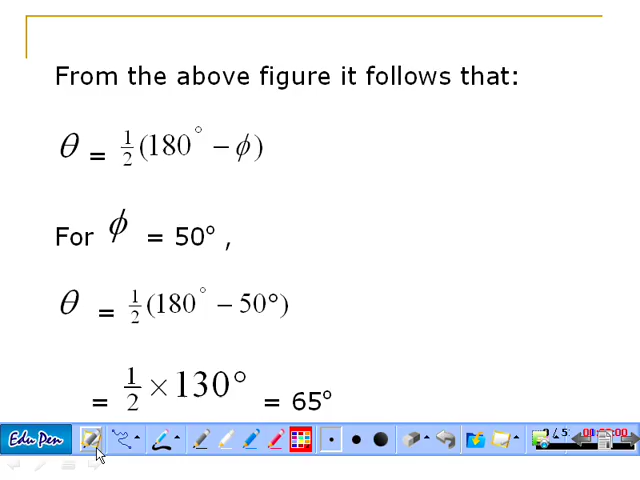 From the above figure it follows that:
θ = ½(180° − ϕ)
For ϕ = 50° ,
θ = ½(180° − 50°)
= ½ × 130° = 65°
Edu Pen